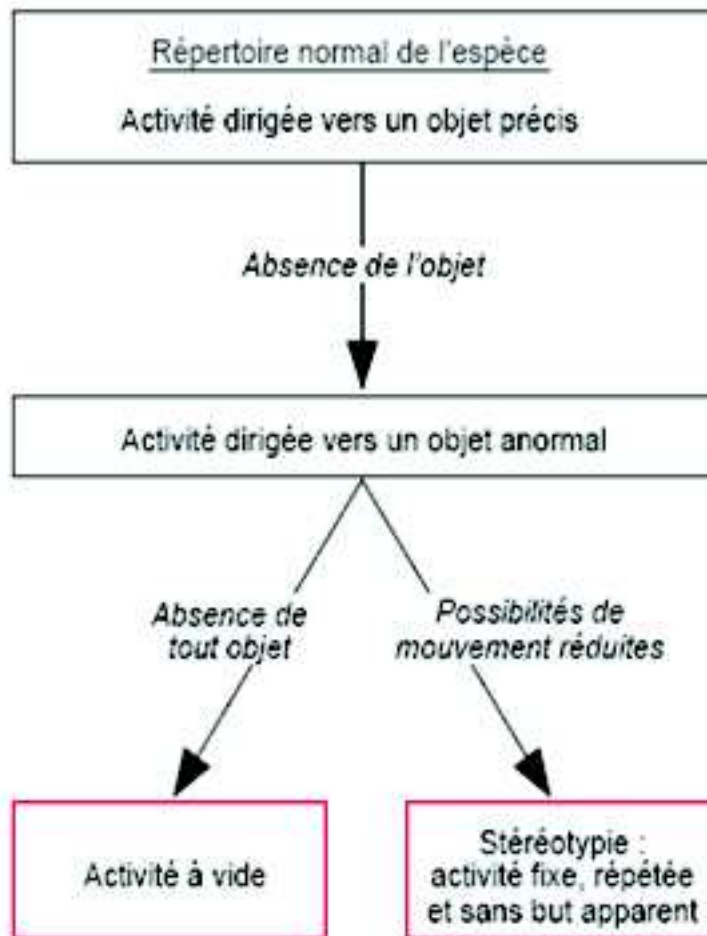 Répertoire normal de l'espèce
Activité dirigée vers un objet précis
Absence de l'objet
Activité dirigée vers un objet anormal
Absence de
tout objet
Possibilités de
mouvement réduites
Activité à vide
Stéréotypie :
activité fixe, répétée
et sans but apparent